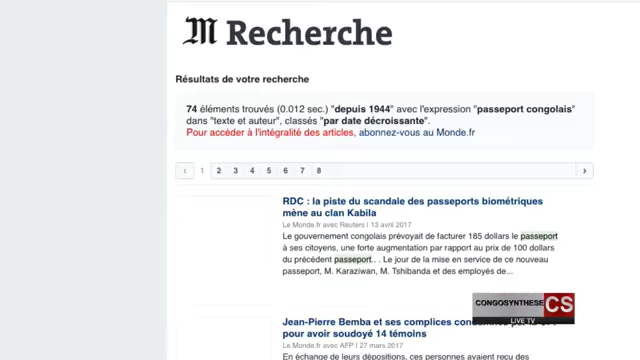 M Recherche
Résultats de votre recherche
74 éléments trouvés (0.012 sec.) "depuis 1944" avec l'expression "passeport congolais"
dans "texte et auteur", classés "par date décroissante".
Pour accéder à l'intégralité des articles, abonnez-vous au Monde.fr
‹ 1 2 3 4 5 6 7 8 ›
RDC : la piste du scandale des passeports biométriques
mène au clan Kabila
Le Monde.fr avec Reuters | 13 avril 2017
Le gouvernement congolais prévoyait de facturer 185 dollars le passeport
à ses citoyens, une forte augmentation par rapport au prix de 100 dollars
du précédent passeport. . . Le jour de la mise en service de ce nouveau
passeport, M. Karaziwan, M. Tshibanda et des employés de...
CONGOSYNTHESE CS
LIVE TV
Jean-Pierre Bemba et ses complices
pour avoir soudoyé 14 témoins
Le Monde.fr avec AFP | 27 mars 2017
En échange de leurs dépositions, ces personnes avaient reçu des